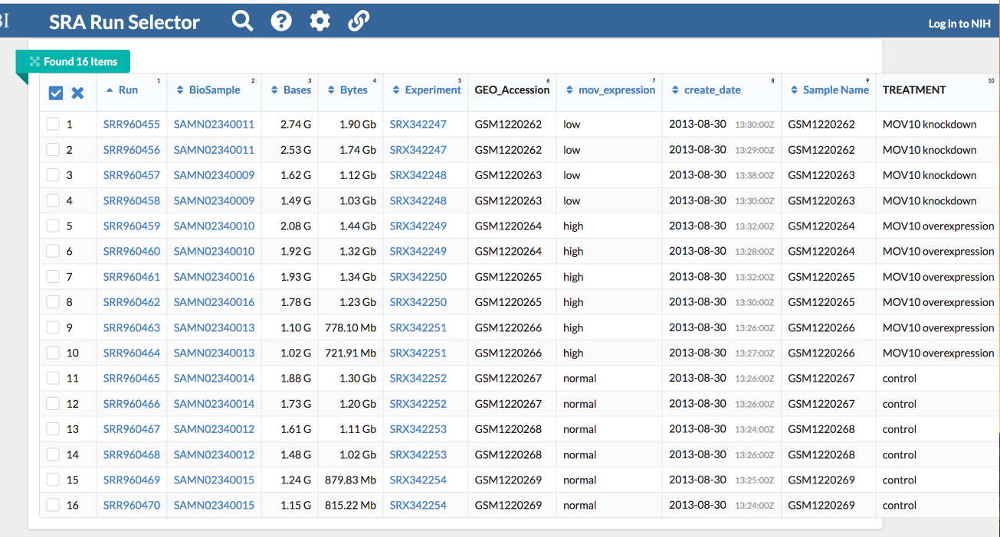 BI SRA Run Selector Log in to NIH
Found 16 Items
1 2 3 4 5 6 7 8 9 10
Run BioSample Bases Bytes Experiment GEO_Accession mov_expression create_date Sample Name TREATMENT
1 SRR960455 SAMN02340011 2.74 G 1.90 Gb SRX342247 GSM1220262 low 2013-08-30 13:30:00Z GSM1220262 MOV10 knockdown
2 SRR960456 SAMN02340011 2.53 G 1.74 Gb SRX342247 GSM1220262 low 2013-08-30 13:29:00Z GSM1220262 MOV10 knockdown
3 SRR960457 SAMN02340009 1.62 G 1.12 Gb SRX342248 GSM1220263 low 2013-08-30 13:38:00Z GSM1220263 MOV10 knockdown
4 SRR960458 SAMN02340009 1.49 G 1.03 Gb SRX342248 GSM1220263 low 2013-08-30 13:30:00Z GSM1220263 MOV10 knockdown
5 SRR960459 SAMN02340010 2.08 G 1.44 Gb SRX342249 GSM1220264 high 2013-08-30 13:32:00Z GSM1220264 MOV10 overexpression
6 SRR960460 SAMN02340010 1.92 G 1.32 Gb SRX342249 GSM1220264 high 2013-08-30 13:28:00Z GSM1220264 MOV10 overexpression
7 SRR960461 SAMN02340016 1.93 G 1.34 Gb SRX342250 GSM1220265 high 2013-08-30 13:32:00Z GSM1220265 MOV10 overexpression
8 SRR960462 SAMN02340016 1.78 G 1.23 Gb SRX342250 GSM1220265 high 2013-08-30 13:30:00Z GSM1220265 MOV10 overexpression
9 SRR960463 SAMN02340013 1.10 G 778.10 Mb SRX342251 GSM1220266 high 2013-08-30 13:26:00Z GSM1220266 MOV10 overexpression
10 SRR960464 SAMN02340013 1.02 G 721.91 Mb SRX342251 GSM1220266 high 2013-08-30 13:27:00Z GSM1220266 MOV10 overexpression
11 SRR960465 SAMN02340014 1.88 G 1.30 Gb SRX342252 GSM1220267 normal 2013-08-30 13:26:00Z GSM1220267 control
12 SRR960466 SAMN02340014 1.73 G 1.20 Gb SRX342252 GSM1220267 normal 2013-08-30 13:26:00Z GSM1220267 control
13 SRR960467 SAMN02340012 1.61 G 1.11 Gb SRX342253 GSM1220268 normal 2013-08-30 13:24:00Z GSM1220268 control
14 SRR960468 SAMN02340012 1.48 G 1.02 Gb SRX342253 GSM1220268 normal 2013-08-30 13:26:00Z GSM1220268 control
15 SRR960469 SAMN02340015 1.24 G 879.83 Mb SRX342254 GSM1220269 normal 2013-08-30 13:25:00Z GSM1220269 control
16 SRR960470 SAMN02340015 1.15 G 815.22 Mb SRX342254 GSM1220269 normal 2013-08-30 13:24:00Z GSM1220269 control